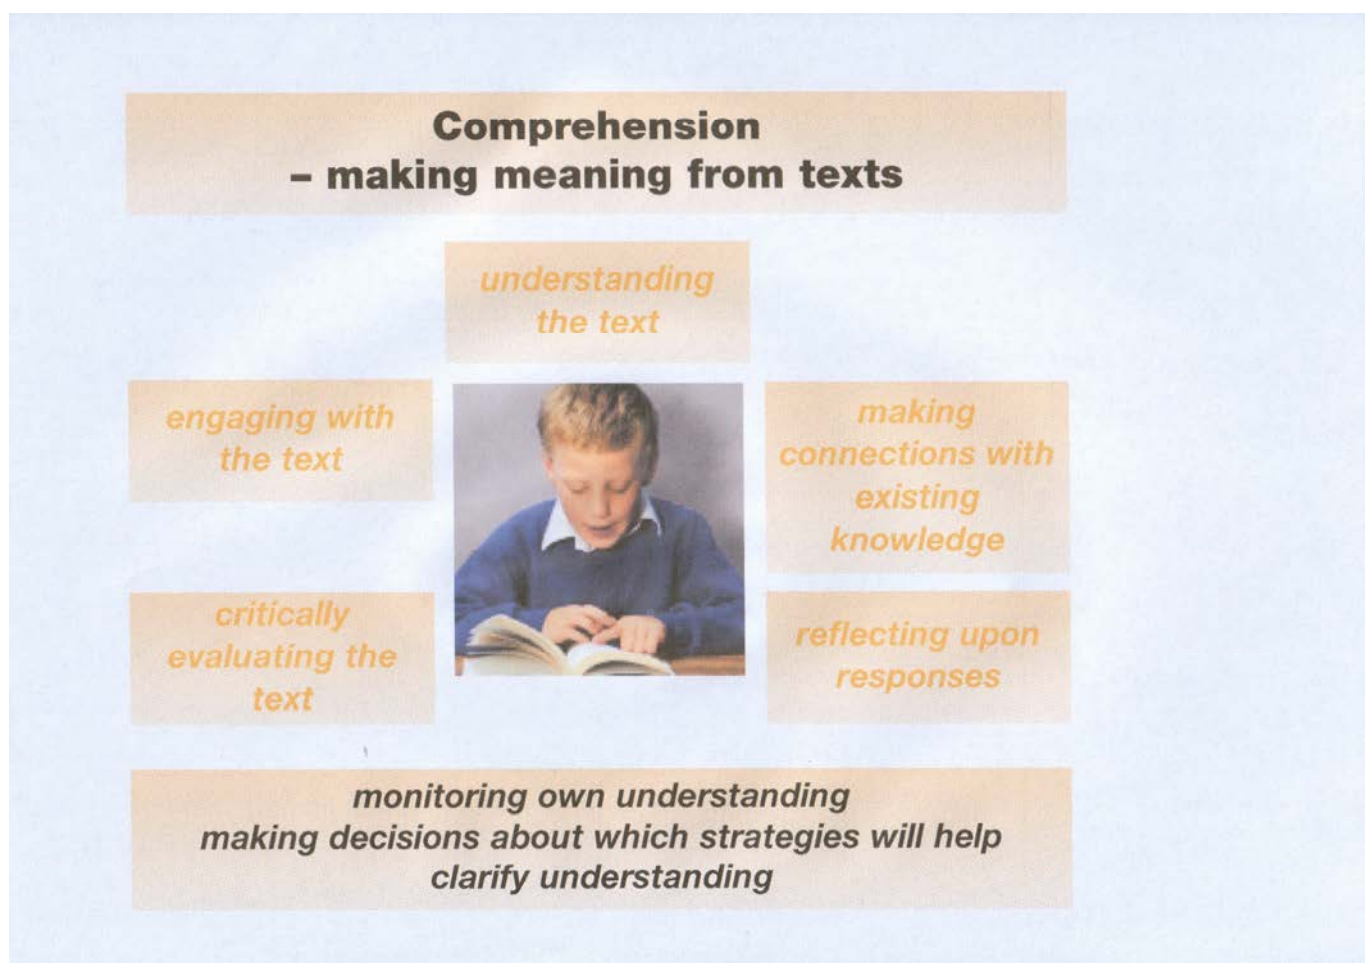 Comprehension
– making meaning from texts
understanding
the text
engaging with
the text
making
connections with
existing
knowledge
critically
evaluating the
text
reflecting upon
responses
monitoring own understanding
making decisions about which strategies will help
clarify understanding